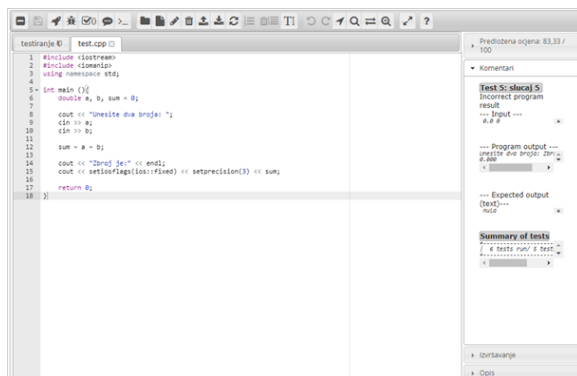 testiranje
test.cpp
1 #include <iostream>
2 #include <iomanip>
3 using namespace std;
4
5 int main (){
6 double a, b, sum = 0;
7
8 cout << "Unesite dva broja: ";
9 cin >> a;
10 cin >> b;
11
12 sum = a + b;
13
14 cout << "Zbroj je:" << endl;
15 cout << setiosflags(ios::fixed) << setprecision(3) << sum;
16
17 return 0;
18 }
Predložena ocjena: 83,33 /
100
Komentari
Test 5: slucaj 5
Incorrect program
result
--- Input ---
0.0 0
--- Program output ---
Unesite dva broja: Zbr
0.000
--- Expected output
(text)---
nula
Summary of tests
6 tests run/ 5 test
Izvršavanje
Opis